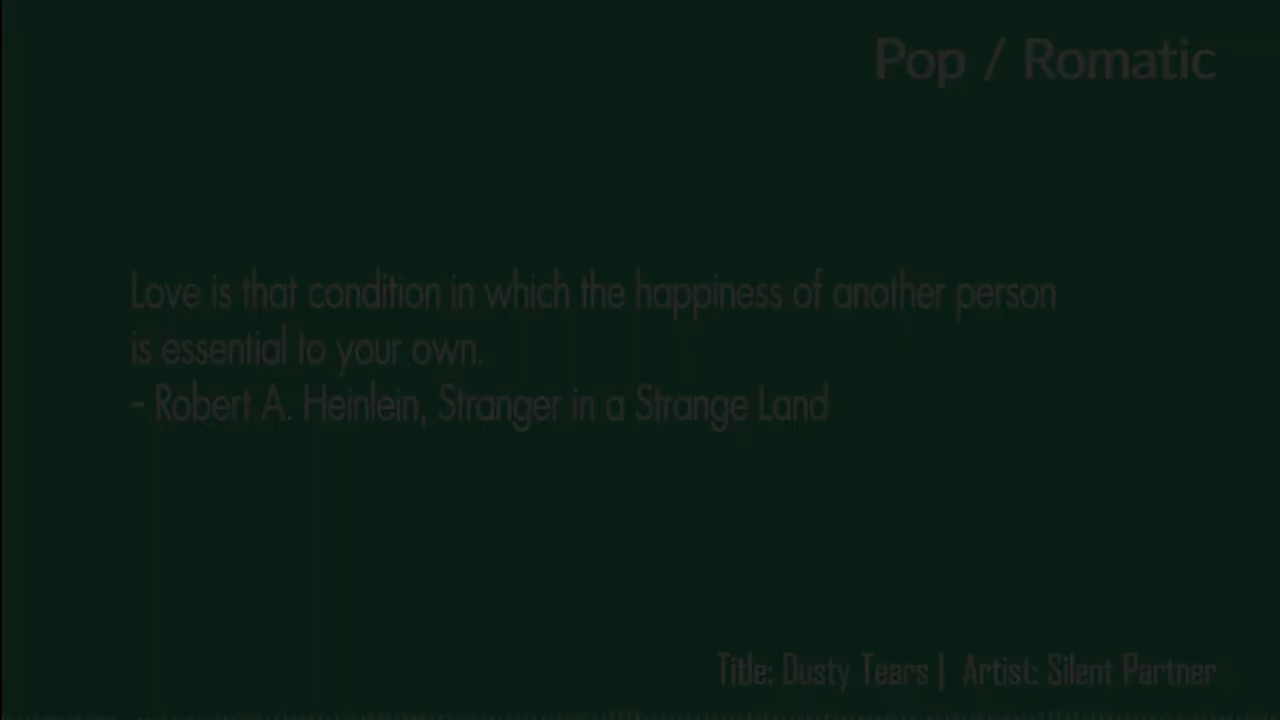 Pop / Romatic
Love is that condition in which the happiness of another person
is essential to your own.
– Robert A. Heinlein, Stranger in a Strange Land
Title: Dusty Tears | Artist: Silent Partner